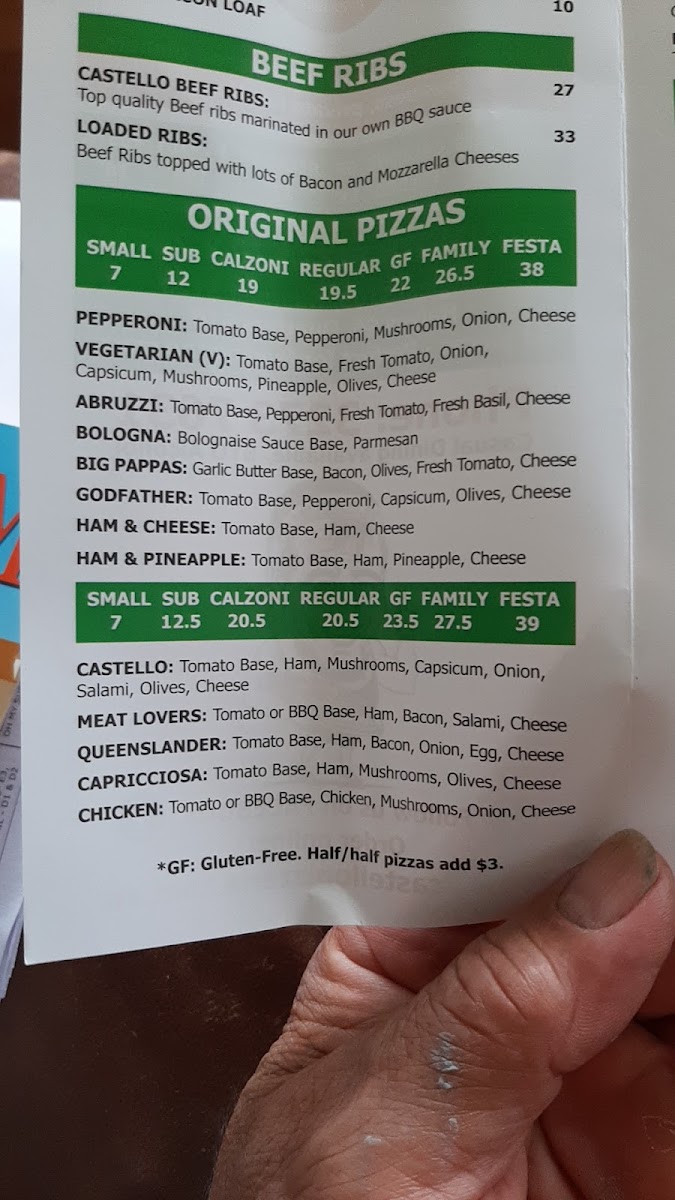 LOAF 10
BEEF RIBS
CASTELLO BEEF RIBS: 27
Top quality Beef ribs marinated in our own BBQ sauce
LOADED RIBS: 33
Beef Ribs topped with lots of Bacon and Mozzarella Cheeses
ORIGINAL PIZZAS
SMALL SUB CALZONI REGULAR GF FAMILY FESTA
7 12 19 19.5 22 26.5 38
PEPPERONI: Tomato Base, Pepperoni, Mushrooms, Onion, Cheese
VEGETARIAN (V): Tomato Base, Fresh Tomato, Onion,
Capsicum, Mushrooms, Pineapple, Olives, Cheese
ABRUZZI: Tomato Base, Pepperoni, Fresh Tomato, Fresh Basil, Cheese
BOLOGNA: Bolognaise Sauce Base, Parmesan
BIG PAPPAS: Garlic Butter Base, Bacon, Olives, Fresh Tomato, Cheese
GODFATHER: Tomato Base, Pepperoni, Capsicum, Olives, Cheese
HAM & CHEESE: Tomato Base, Ham, Cheese
HAM & PINEAPPLE: Tomato Base, Ham, Pineapple, Cheese
SMALL SUB CALZONI REGULAR GF FAMILY FESTA
7 12.5 20.5 20.5 23.5 27.5 39
CASTELLO: Tomato Base, Ham, Mushrooms, Capsicum, Onion,
Salami, Olives, Cheese
MEAT LOVERS: Tomato or BBQ Base, Ham, Bacon, Salami, Cheese
QUEENSLANDER: Tomato Base, Ham, Bacon, Onion, Egg, Cheese
CAPRICCIOSA: Tomato Base, Ham, Mushrooms, Olives, Cheese
CHICKEN: Tomato or BBQ Base, Chicken, Mushrooms, Onion, Cheese
*GF: Gluten-Free. Half/half pizzas add $3.